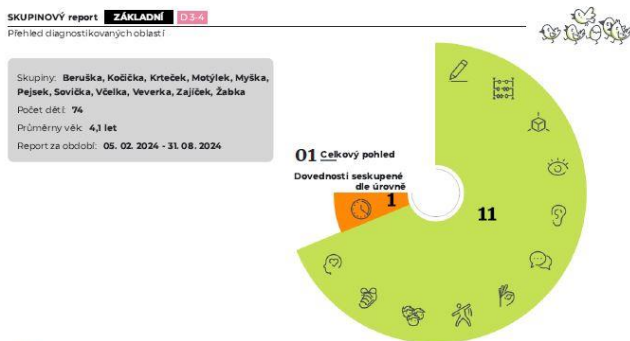 SKUPINOVÝ report ZÁKLADNÍ D 3-4
Přehled diagnostikovaných oblastí
Skupiny: Beruška, Kočička, Krteček, Motýlek, Myška,
Pejsek, Sovička, Včelka, Veverka, Zajíček, Žabka
Počet dětí: 74
Průměrný věk: 4,1 let
Report za období: 05. 02. 2024 - 31. 08. 2024
01 Celkový pohled
Dovednosti seskupené
dle úrovně
1
11